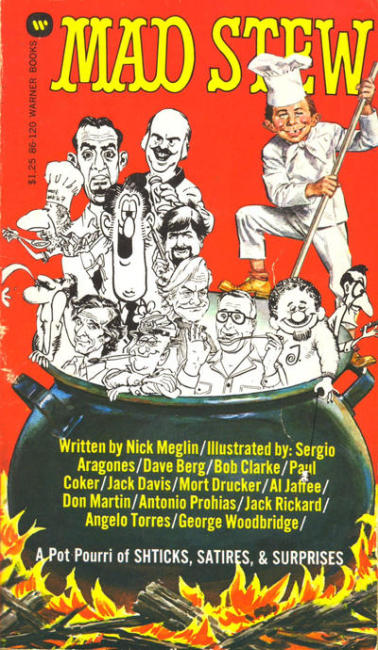 MAD STEW
$1.25 86-120 WARNER BOOKS
Written by Nick Meglin/Illustrated by: Sergio
Aragones/Dave Berg/Bob Clarke/Paul
Coker/Jack Davis/Mort Drucker/Al Jaffee/
Don Martin/Antonio Prohias/Jack Rickard/
Angelo Torres/George Woodbridge/
A Pot Pourri of SHTICKS, SATIRES, & SURPRISES